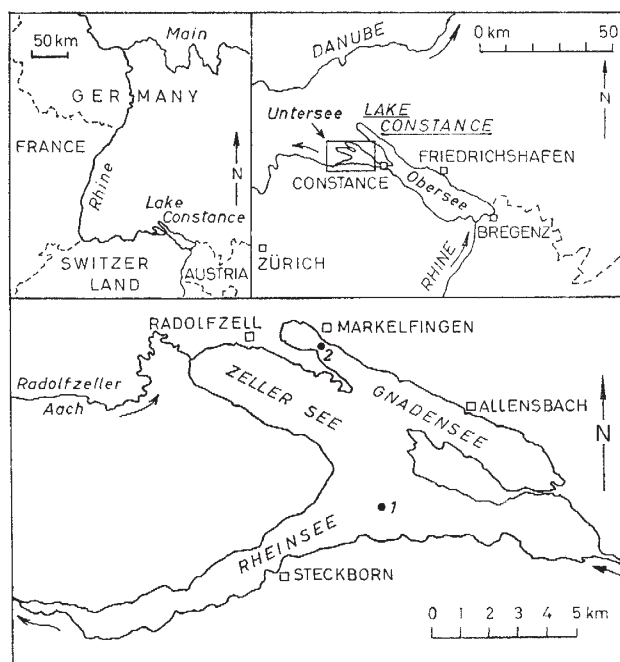 50 km
Main
GERMANY
FRANCE
Rhine
N
Lake
Constance
SWITZER
LAND
AUSTRIA
0 km 50
DANUBE
N
Untersee
LAKE
CONSTANCE
FRIEDRICHSHAFEN
CONSTANCE
Obersee
BREGENZ
ZÜRICH
RHINE
RADOLFZELL
MARKELFINGEN
2
Radolfzeller
Aach
ZELLER SEE
GNADENSEE
ALLENSBACH
N
1
RHEINSEE
STECKBORN
0 1 2 3 4 5 km